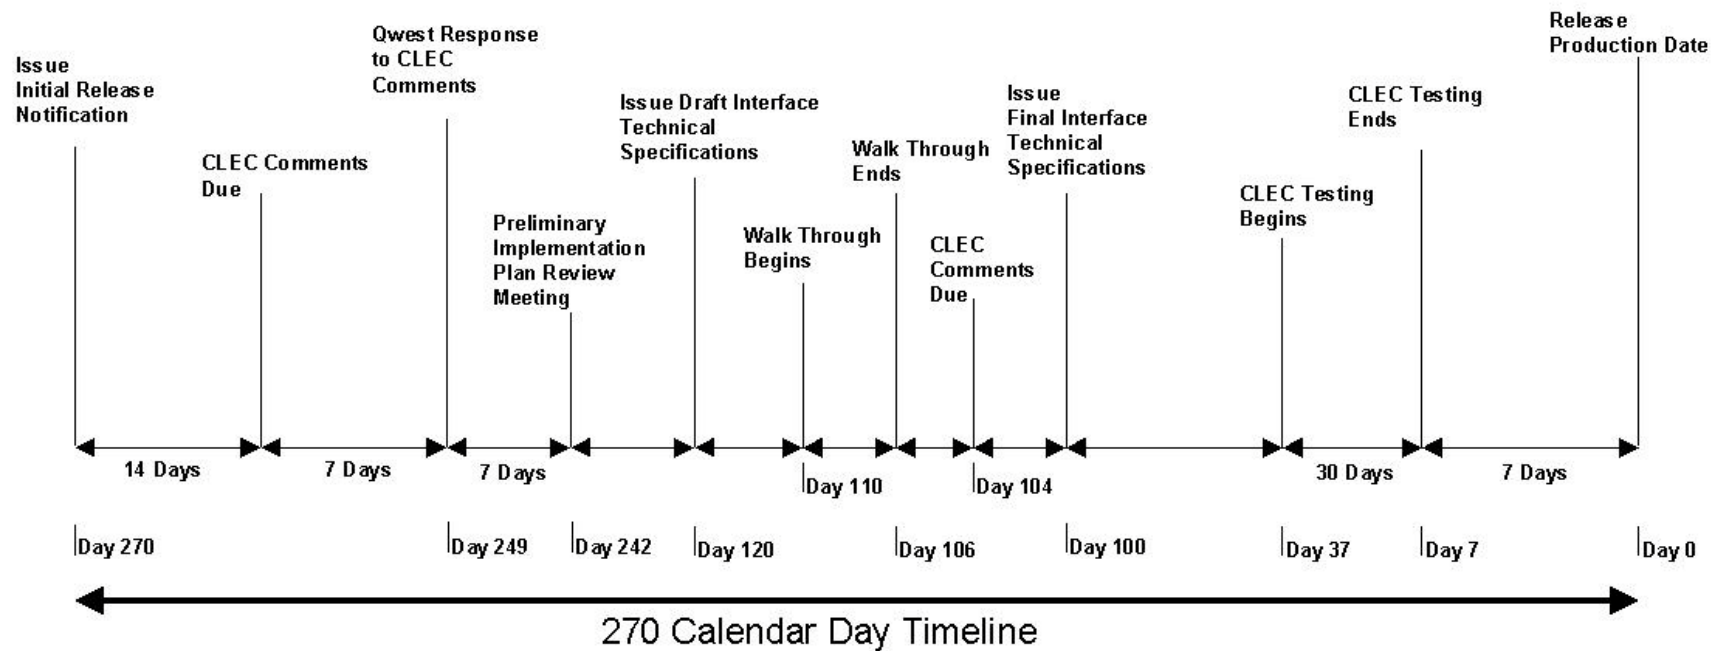 Issue
Initial Release
Notification
CLEC Comments
Due
Qwest Response
to CLEC
Comments
Preliminary
Implementation
Plan Review
Meeting
Issue Draft Interface
Technical
Specifications
Walk Through
Begins
Walk Through
Ends
CLEC
Comments
Due
Issue
Final Interface
Technical
Specifications
CLEC Testing
Begins
CLEC Testing
Ends
Release
Production Date
14 Days
7 Days
7 Days
30 Days
7 Days
Day 110
Day 104
Day 270
Day 249
Day 242
Day 120
Day 106
Day 100
Day 37
Day 7
Day 0
270 Calendar Day Timeline